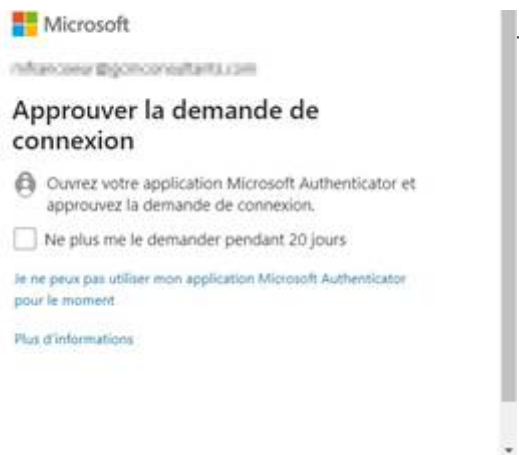 Microsoft
Approuver la demande de
connexion
Ouvrez votre application Microsoft Authenticator et
approuvez la demande de connexion.
Ne plus me le demander pendant 20 jours
Je ne peux pas utiliser mon application Microsoft Authenticator
pour le moment
Plus d'informations